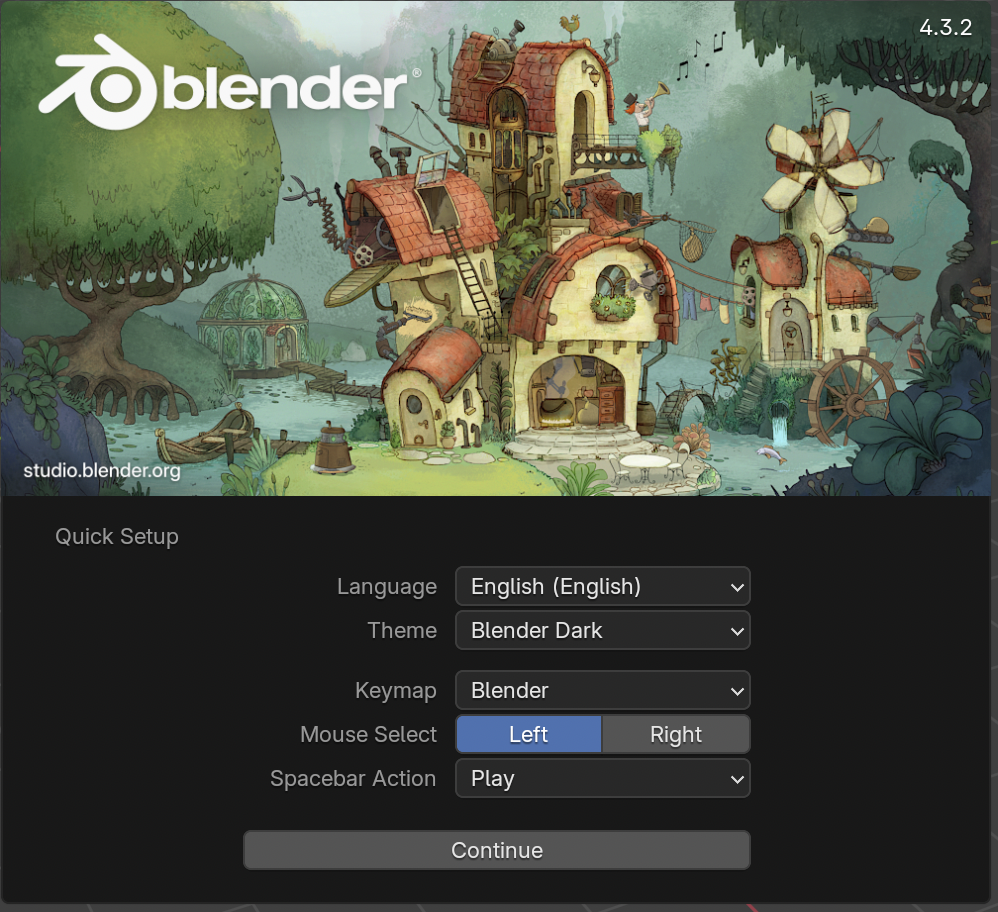 4.3.2
blender®
studio.blender.org
Quick Setup
Language English (English)
Theme Blender Dark
Keymap Blender
Mouse Select Left Right
Spacebar Action Play
Continue